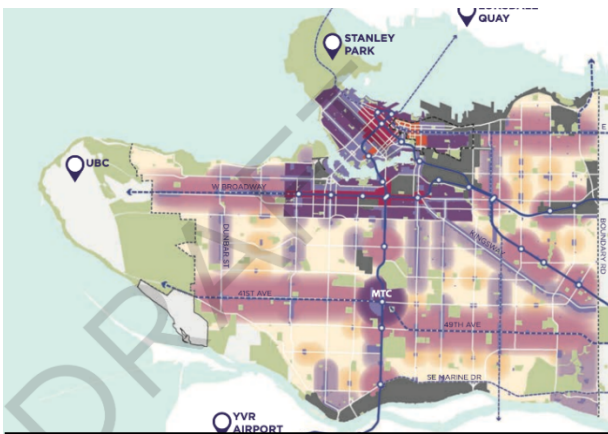 QUAY
STANLEY
PARK
UBC
W BROADWAY
DUNBAR ST
KINGSWAY
BOUNDARY RD
41ST AVE
MTC
49TH AVE
SE MARINE DR
YVR
AIRPORT
DRAFT